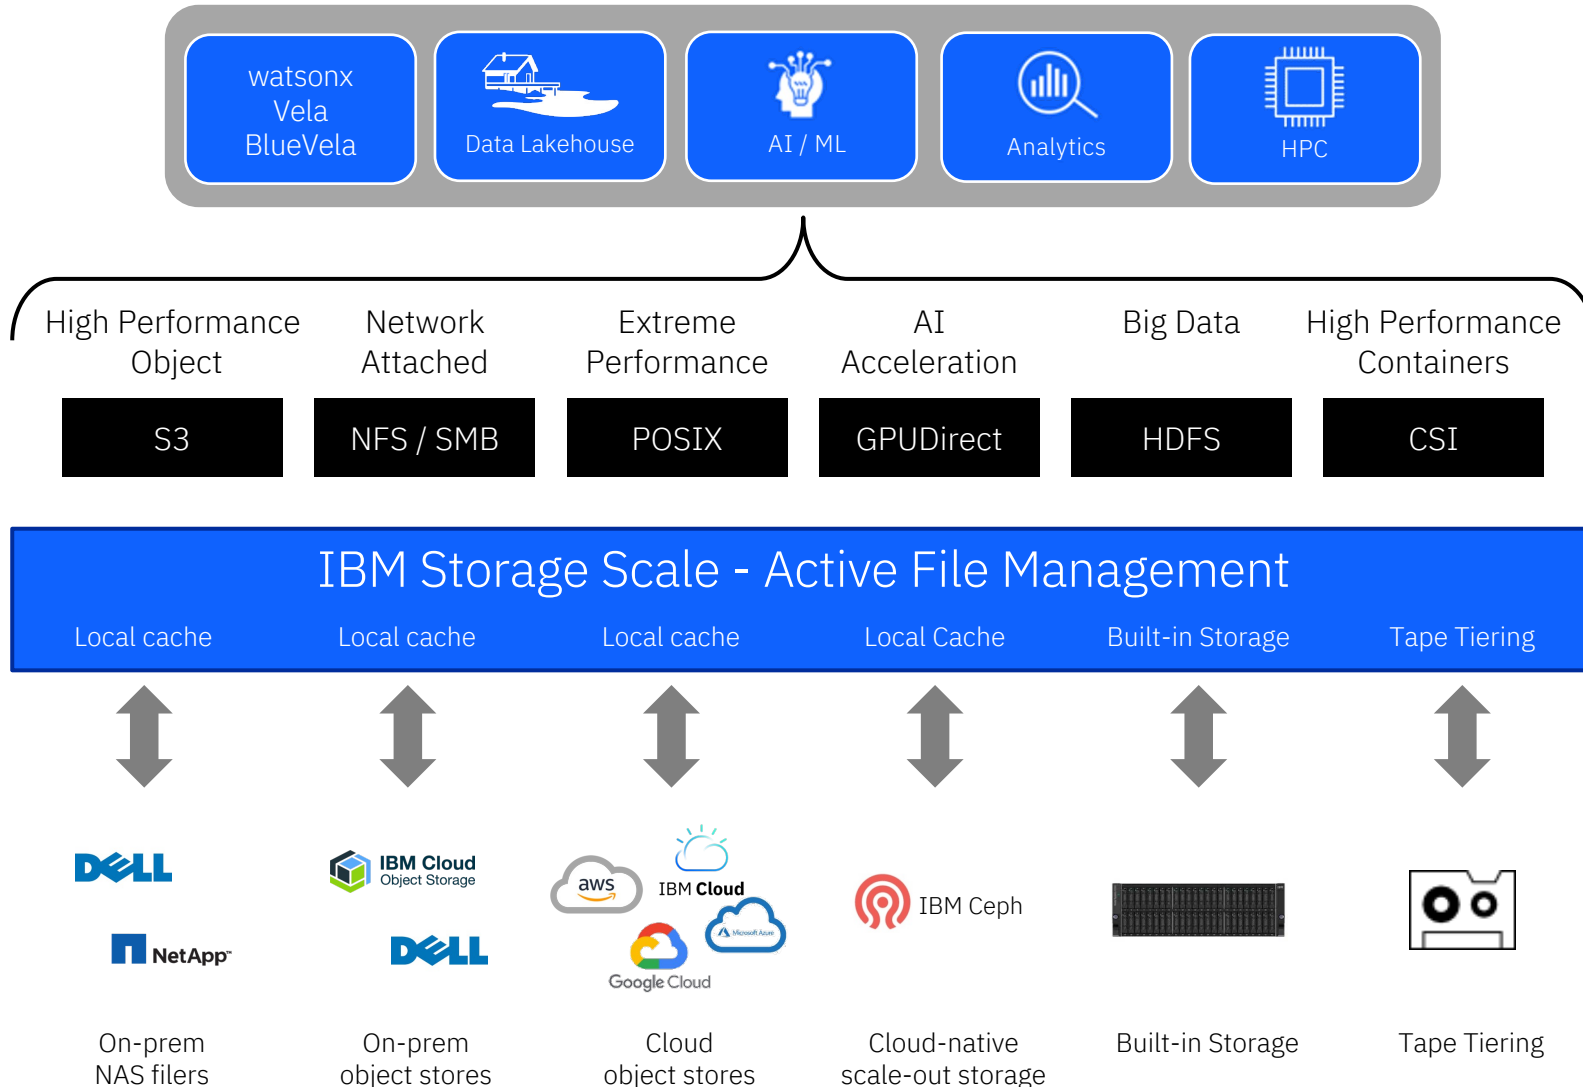 watsonx
Vela
BlueVela
Data Lakehouse
AI / ML
Analytics
HPC
High Performance
Object
Network
Attached
Extreme
Performance
AI
Acceleration
Big Data
High Performance
Containers
S3
NFS / SMB
POSIX
GPUDirect
HDFS
CSI
IBM Storage Scale - Active File Management
Local cache
Local cache
Local cache
Local Cache
Built-in Storage
Tape Tiering
DELL
NetApp™
IBM Cloud
Object Storage
DELL
aws
IBM Cloud
Microsoft Azure
Google Cloud
IBM Ceph
On-prem
NAS filers
On-prem
object stores
Cloud
object stores
Cloud-native
scale-out storage
Built-in Storage
Tape Tiering